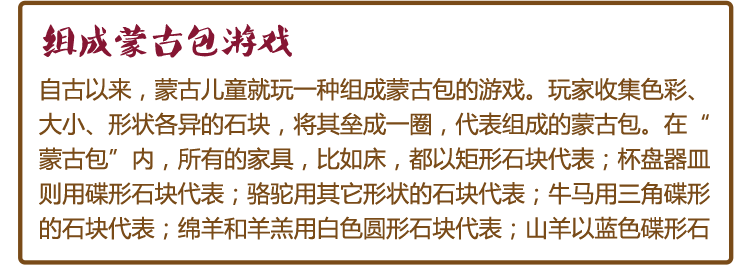 组成蒙古包游戏
自古以来，蒙古儿童就玩一种组成蒙古包的游戏。玩家收集色彩、
大小、形状各异的石块，将其垒成一圈，代表组成的蒙古包。在“
蒙古包”内，所有的家具，比如床，都以矩形石块代表；杯盘器皿
则用碟形石块代表；骆驼用其它形状的石块代表；牛马用三角碟形
的石块代表；绵羊和羊羔用白色圆形石块代表；山羊以蓝色碟形石